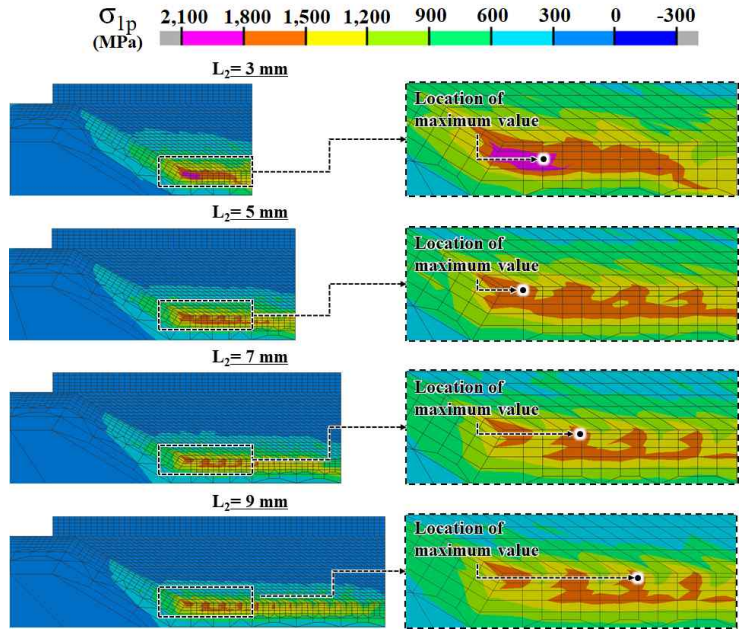 σ1p 2,100 1,800 1,500 1,200 900 600 300 0 -300
(MPa)
L2= 3 mm
Location of
maximum value
L2= 5 mm
Location of
maximum value
L2= 7 mm
Location of
maximum value
L2= 9 mm
Location of
maximum value